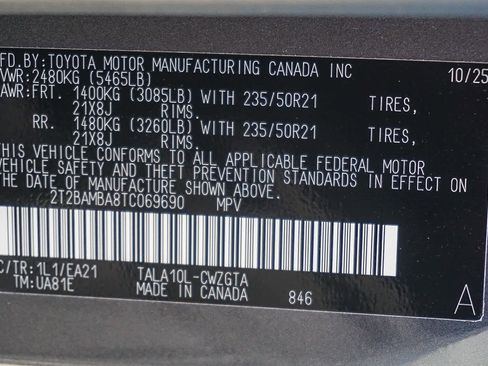 MFD.BY:TOYOTA MOTOR MANUFACTURING CANADA INC 10/25
VWR:2480KG (5465LB)
AWR:FRT. 1400KG (3085LB) WITH 235/50R21 TIRES,
21X8J RIMS.
RR. 1480KG (3260LB) WITH 235/50R21 TIRES,
21X8J RIMS.
THIS VEHICLE CONFORMS TO ALL APPLICABLE FEDERAL MOTOR
VEHICLE SAFETY AND THEFT PREVENTION STANDARDS IN EFFECT ON
THE DATE OF MANUFACTURE SHOWN ABOVE.
2T2BAMBA8TC069690 MPV
C/TR:1L1/EA21 TALA10L-CWZGTA
TM:UA81E MADE IN CANADA 846 A